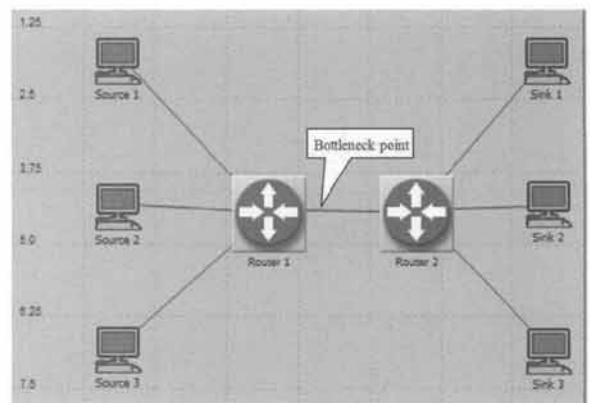 1.25
Source 1
Sink 1
2.5
Bottleneck point
3.75
Source 2
Sink 2
5.0
Router 1
Router 2
6.25
Source 3
Sink 3
7.5